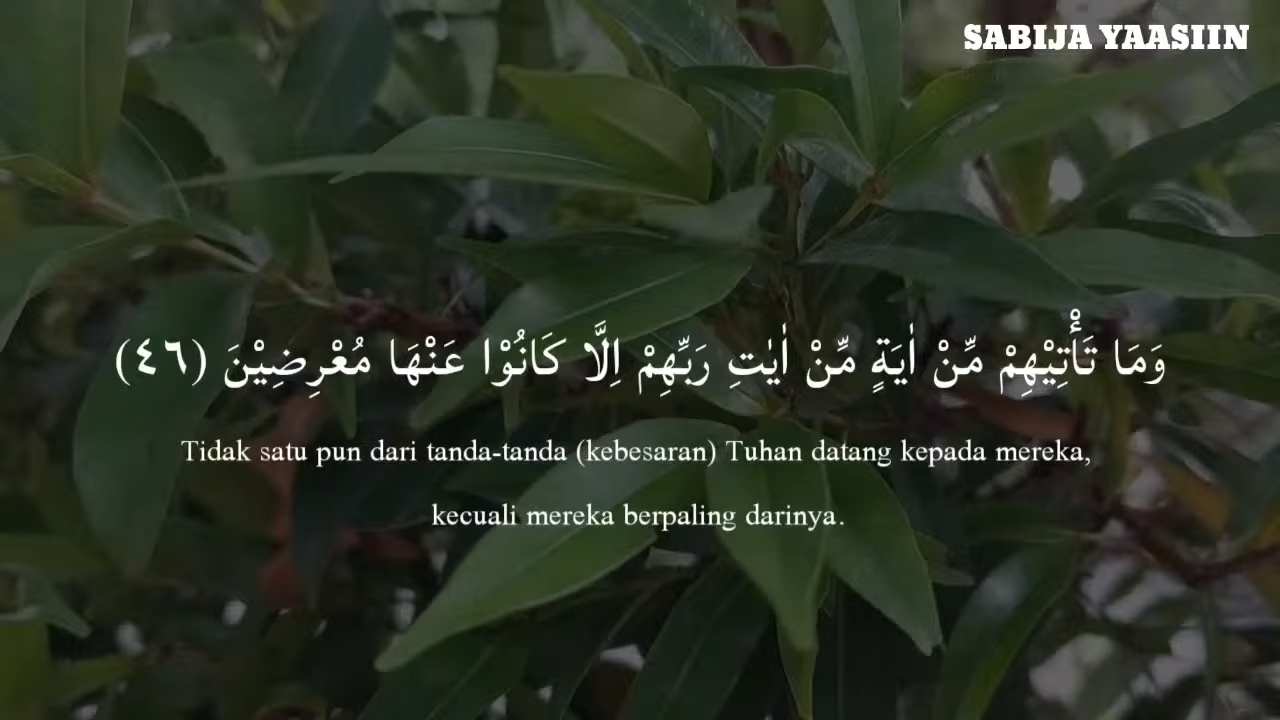 SABIJA YAASIIN
وَمَا تَأْتِيْهِمْ مِّنْ اٰيَةٍ مِّنْ اٰيٰتِ رَبِّهِمْ اِلَّا كَانُوْا عَنْهَا مُعْرِضِيْنَ (٤٦)
Tidak satu pun dari tanda-tanda (kebesaran) Tuhan datang kepada mereka,
kecuali mereka berpaling darinya.